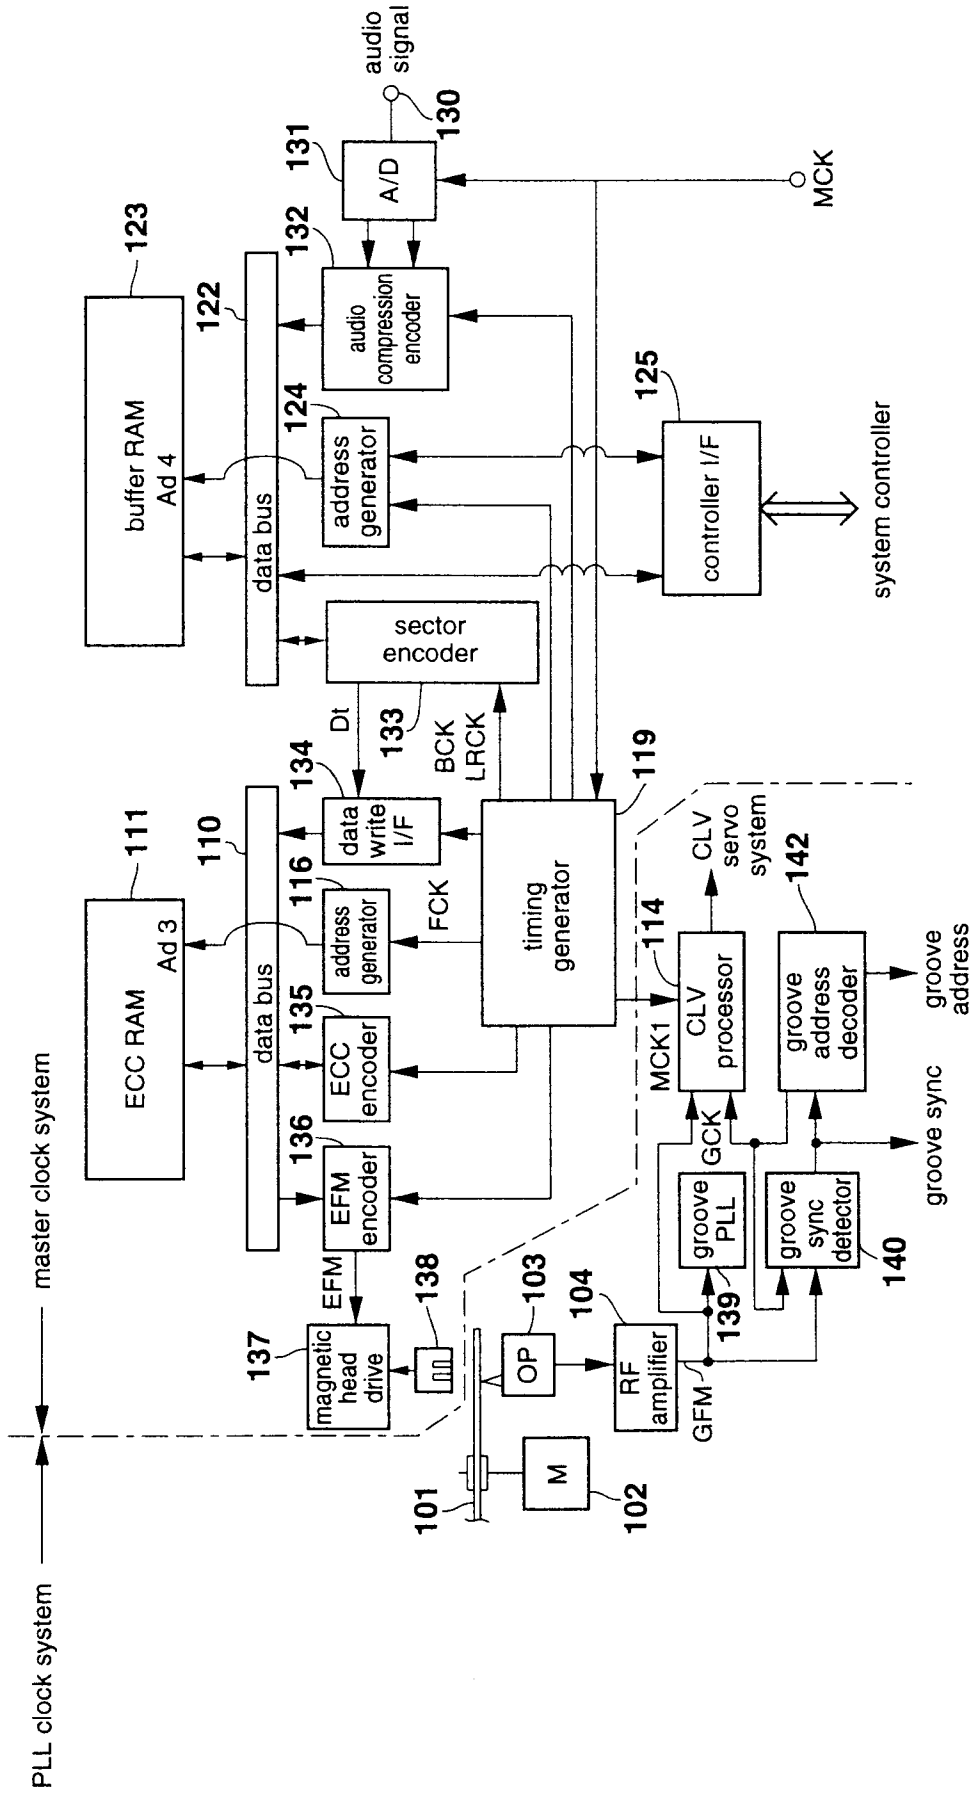 PLL clock system
master clock system
ECC RAM
Ad 3
111
buffer RAM
Ad 4
123
data bus
110
data bus
122
137
magnetic
head
drive
EFM
136
EFM
encoder
135
ECC
encoder
116
address
generator
134
data
write
I/F
Dt
133
sector
encoder
124
address
generator
132
audio
compression
encoder
131
A/D
130
audio
signal
138
FCK
BCK
LRCK
timing
generator
119
101
OP
103
M
102
104
RF
amplifier
GFM
MCK1
114
CLV
processor
CLV
servo
system
GCK
groove
PLL
139
groove
sync
detector
140
groove
address
decoder
142
groove sync
groove
address
125
controller I/F
system controller
MCK